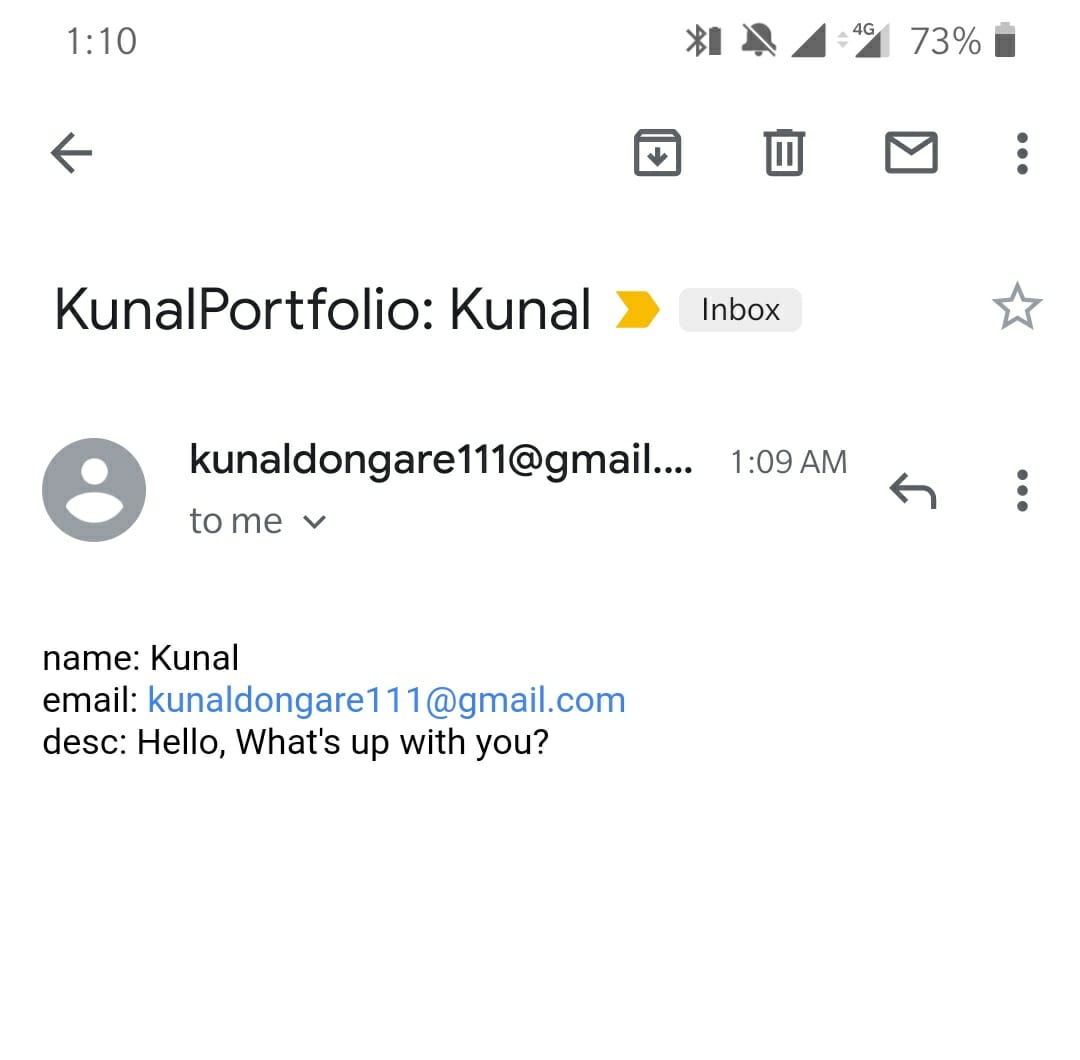 1:10 4G 73%
KunalPortfolio: Kunal Inbox
kunaldongare111@gmail.... 1:09 AM
to me
name: Kunal
email: kunaldongare111@gmail.com
desc: Hello, What's up with you?